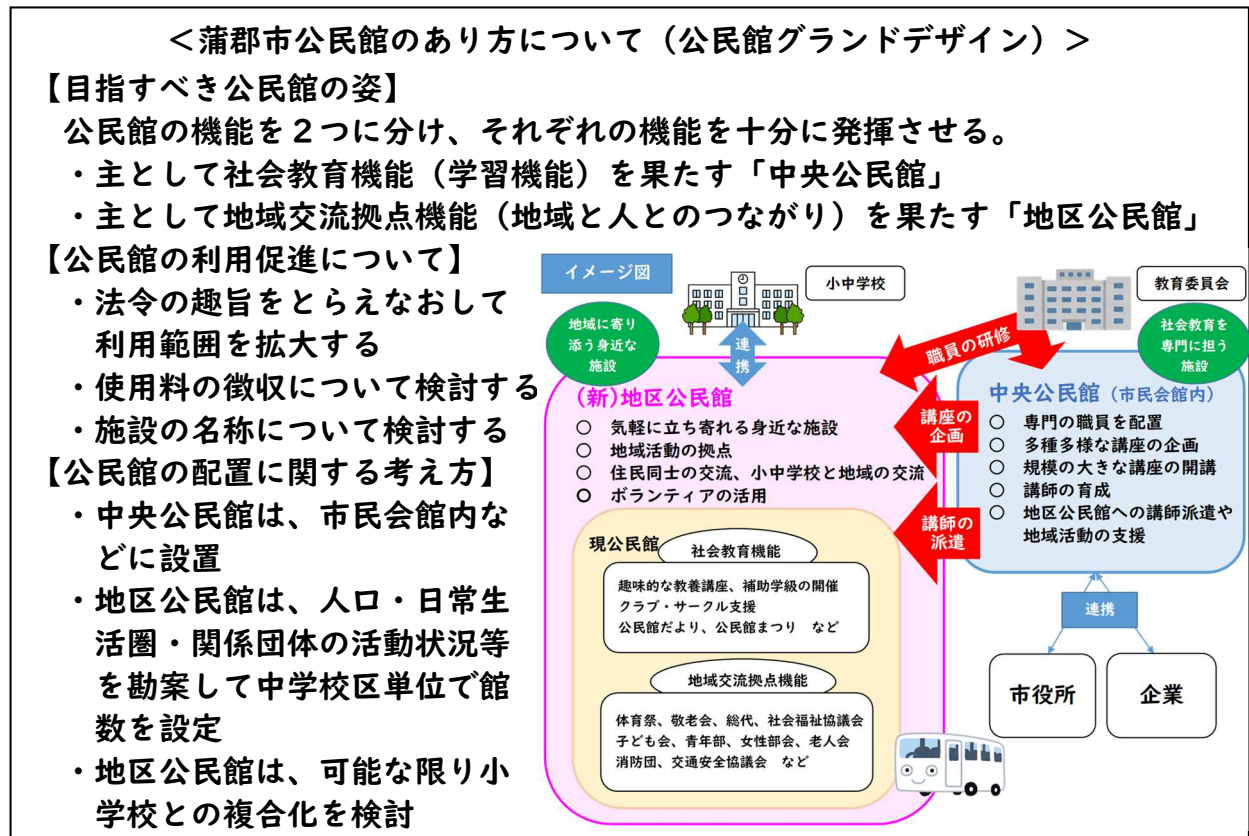 ＜蒲郡市公民館のあり方について（公民館グランドデザイン）＞
【目指すべき公民館の姿】
公民館の機能を２つに分け、それぞれの機能を十分に発揮させる。
・主として社会教育機能（学習機能）を果たす「中央公民館」
・主として地域交流拠点機能（地域と人とのつながり）を果たす「地区公民館」
【公民館の利用促進について】
・法令の趣旨をとらえなおして
利用範囲を拡大する
・使用料の徴収について検討する
・施設の名称について検討する
【公民館の配置に関する考え方】
・中央公民館は、市民会館内な
どに設置
・地区公民館は、人口・日常生
活圏・関係団体の活動状況等
を勘案して中学校区単位で館
数を設定
・地区公民館は、可能な限り小
学校との複合化を検討
イメージ図
小中学校
教育委員会
地域に寄り
添う身近な
施設
連
携
職員の研修
社会教育を
専門に担う
施設
(新)地区公民館
○ 気軽に立ち寄れる身近な施設
○ 地域活動の拠点
○ 住民同士の交流、小中学校と地域の交流
○ ボランティアの活用
講座の
企画
講師の
派遣
中央公民館（市民会館内）
○ 専門の職員を配置
○ 多種多様な講座の企画
○ 規模の大きな講座の開講
○ 講師の育成
○ 地区公民館への講師派遣や
地域活動の支援
現公民館
社会教育機能
趣味的な教養講座、補助学級の開催
クラブ・サークル支援
公民館だより、公民館まつり　など
地域交流拠点機能
体育祭、敬老会、総代、社会福祉協議会
子ども会、青年部、女性部会、老人会
消防団、交通安全協議会　など
連携
市役所
企業